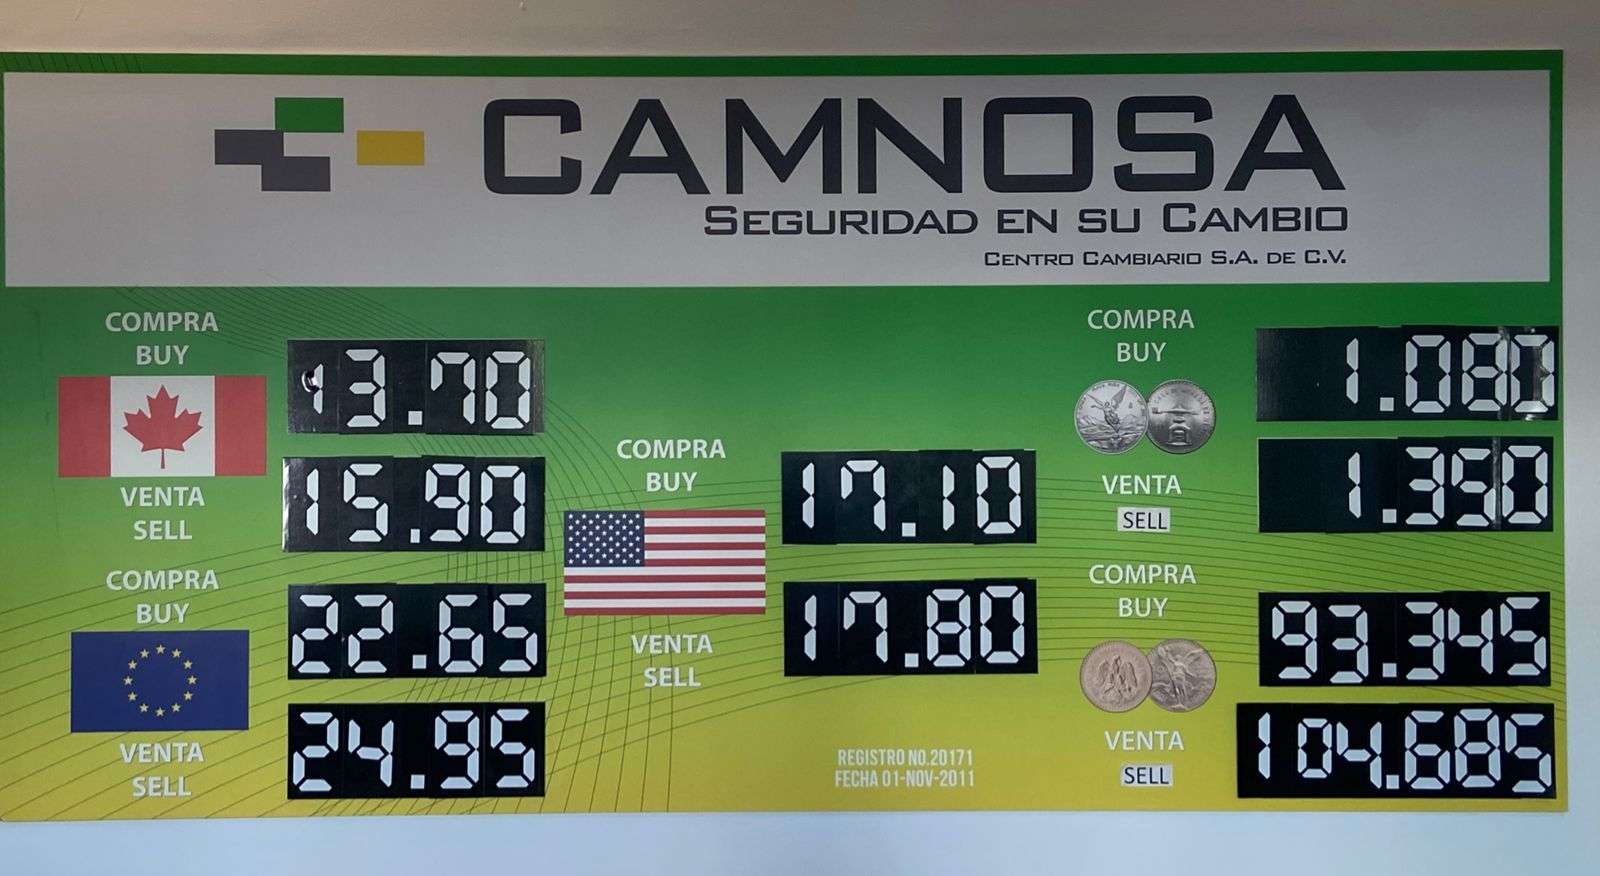 CAMNOSA
SEGURIDAD EN SU CAMBIO
CENTRO CAMBIARIO S.A. DE C.V.
COMPRA
BUY
13.70
VENTA
SELL
15.90
COMPRA
BUY
22.65
VENTA
SELL
24.95
COMPRA
BUY
17.10
VENTA
SELL
17.80
REGISTRO NO.20171
FECHA 01-NOV-2011
COMPRA
BUY
1.080
VENTA
SELL
1.350
COMPRA
BUY
93.345
VENTA
SELL
104.685